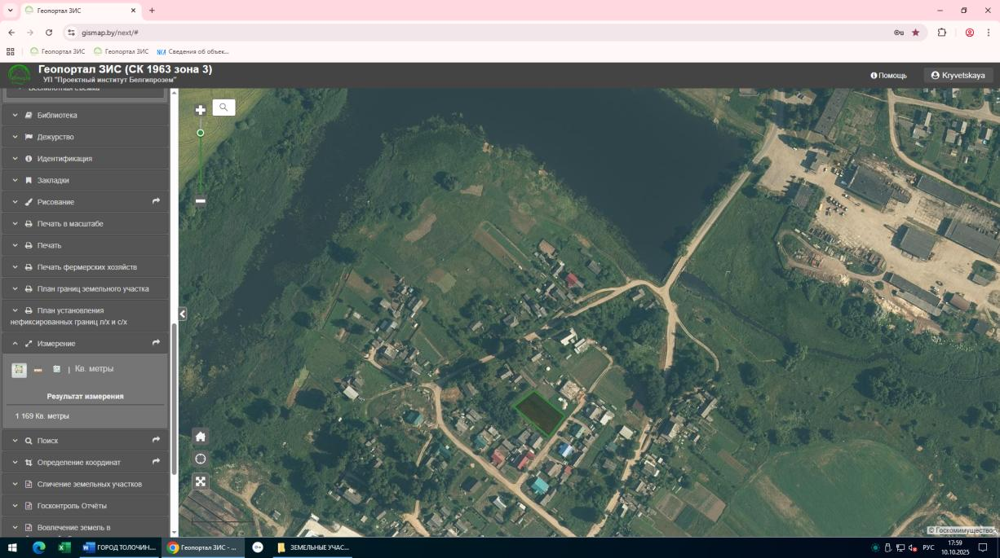 Геопортал ЗИС
gismap.by/next/#
Геопортал ЗИС
Геопортал ЗИС
NKA
Сведения об объек...
Геопортал ЗИС (СК 1963 зона 3)
УП "Проектный институт Белгипрозем"
Помощь
Kryvetskaya
Беспилотная съемка
Библиотека
Дежурство
Идентификация
Закладки
Рисование
Печать в масштабе
Печать
Печать фермерских хозяйств
План границ земельного участка
План установления
нефиксированных границ л/х и с/х
Измерение
| Кв. метры
Результат измерения
1 169 Кв. метры
Поиск
Определение координат
Сличение земельных участков
Госконтроль Отчёты
Вовлечение земель в
© Госкомимущество
ГОРОД ТОЛОЧИН....
Геопортал ЗИС - ...
ЗЕМЕЛЬНЫЕ УЧАС...
РУС
17:59
10.10.2025